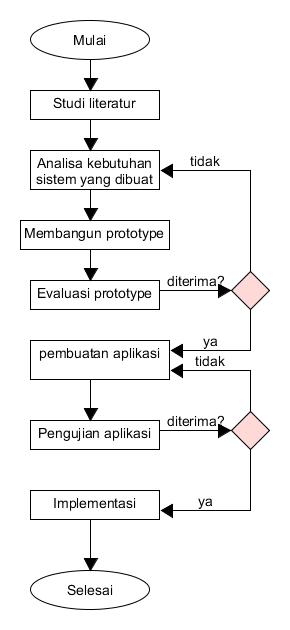 Mulai
Studi literatur
Analisa kebutuhan
sistem yang dibuat
tidak
Membangun prototype
Evaluasi prototype
diterima?
ya
pembuatan aplikasi
tidak
Pengujian aplikasi
diterima?
Implementasi
ya
Selesai